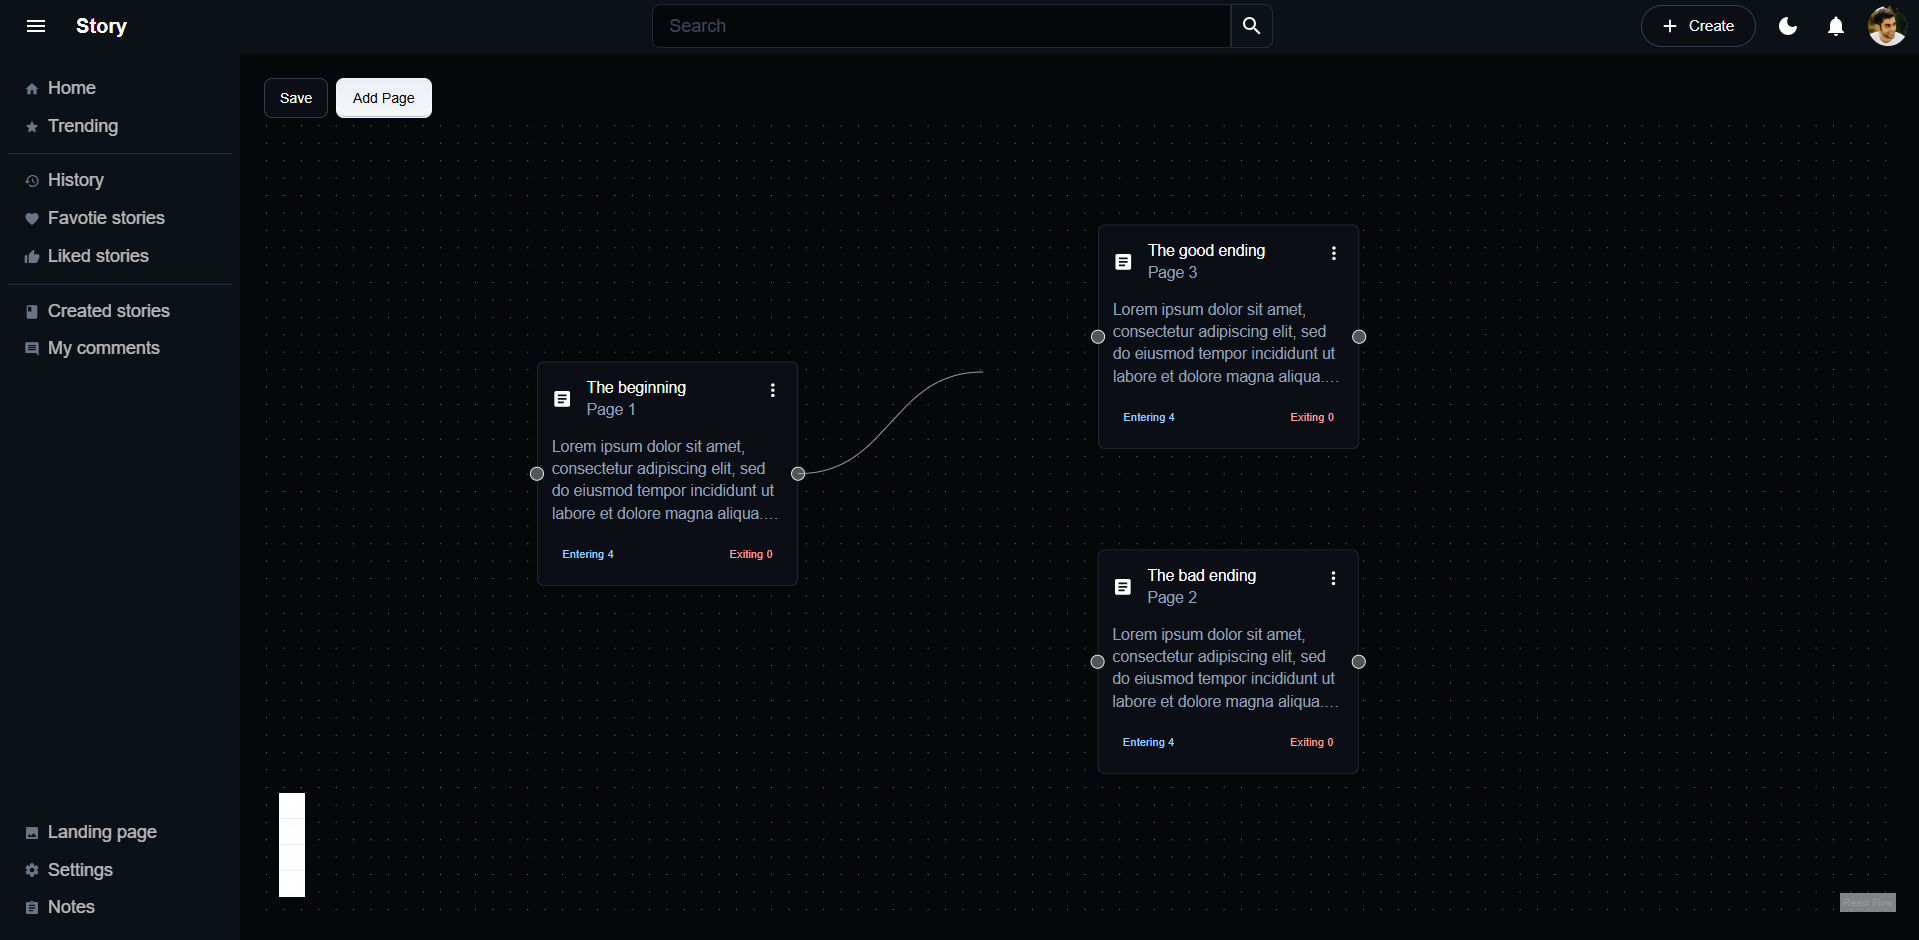 Story
Search
Create
Home
Trending
History
Favotie stories
Liked stories
Created stories
My comments
Landing page
Settings
Notes
Save
Add Page
The beginning
Page 1
Lorem ipsum dolor sit amet,
consectetur adipiscing elit, sed
do eiusmod tempor incididunt ut
labore et dolore magna aliqua....
Entering 4
Exiting 0
The good ending
Page 3
Lorem ipsum dolor sit amet,
consectetur adipiscing elit, sed
do eiusmod tempor incididunt ut
labore et dolore magna aliqua....
Entering 4
Exiting 0
The bad ending
Page 2
Lorem ipsum dolor sit amet,
consectetur adipiscing elit, sed
do eiusmod tempor incididunt ut
labore et dolore magna aliqua....
Entering 4
Exiting 0
React Flow